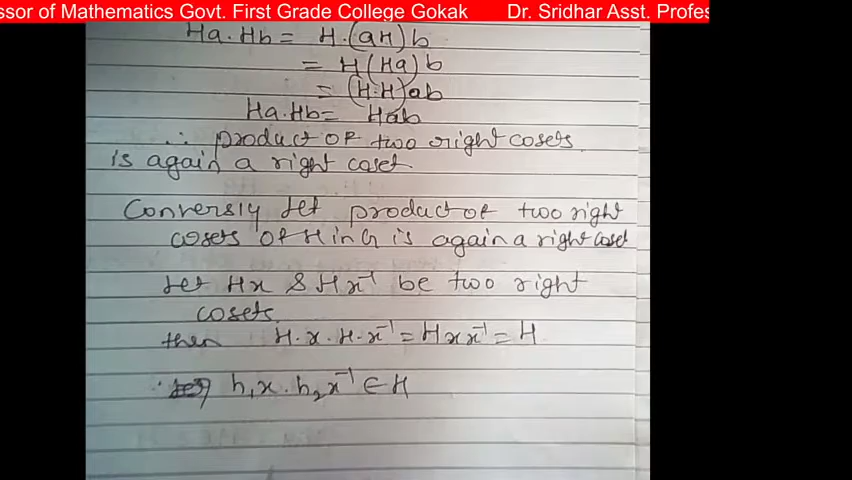 ssor of Mathematics Govt. First Grade College Gokak Dr. Sridhar Asst. Profes
Ha.Hb = H.(aH)b
= H(Ha)b
= (H.H)ab
Ha.Hb = Hab
∴ product of two right cosets
is again a right coset
Conversly let product of two right
cosets of H in G is again a right coset
let Hx & Hx⁻¹ be two right
cosets
then H.x.H.x⁻¹ = Hxx⁻¹ = H
h₁x.h₂x⁻¹ ∈ H